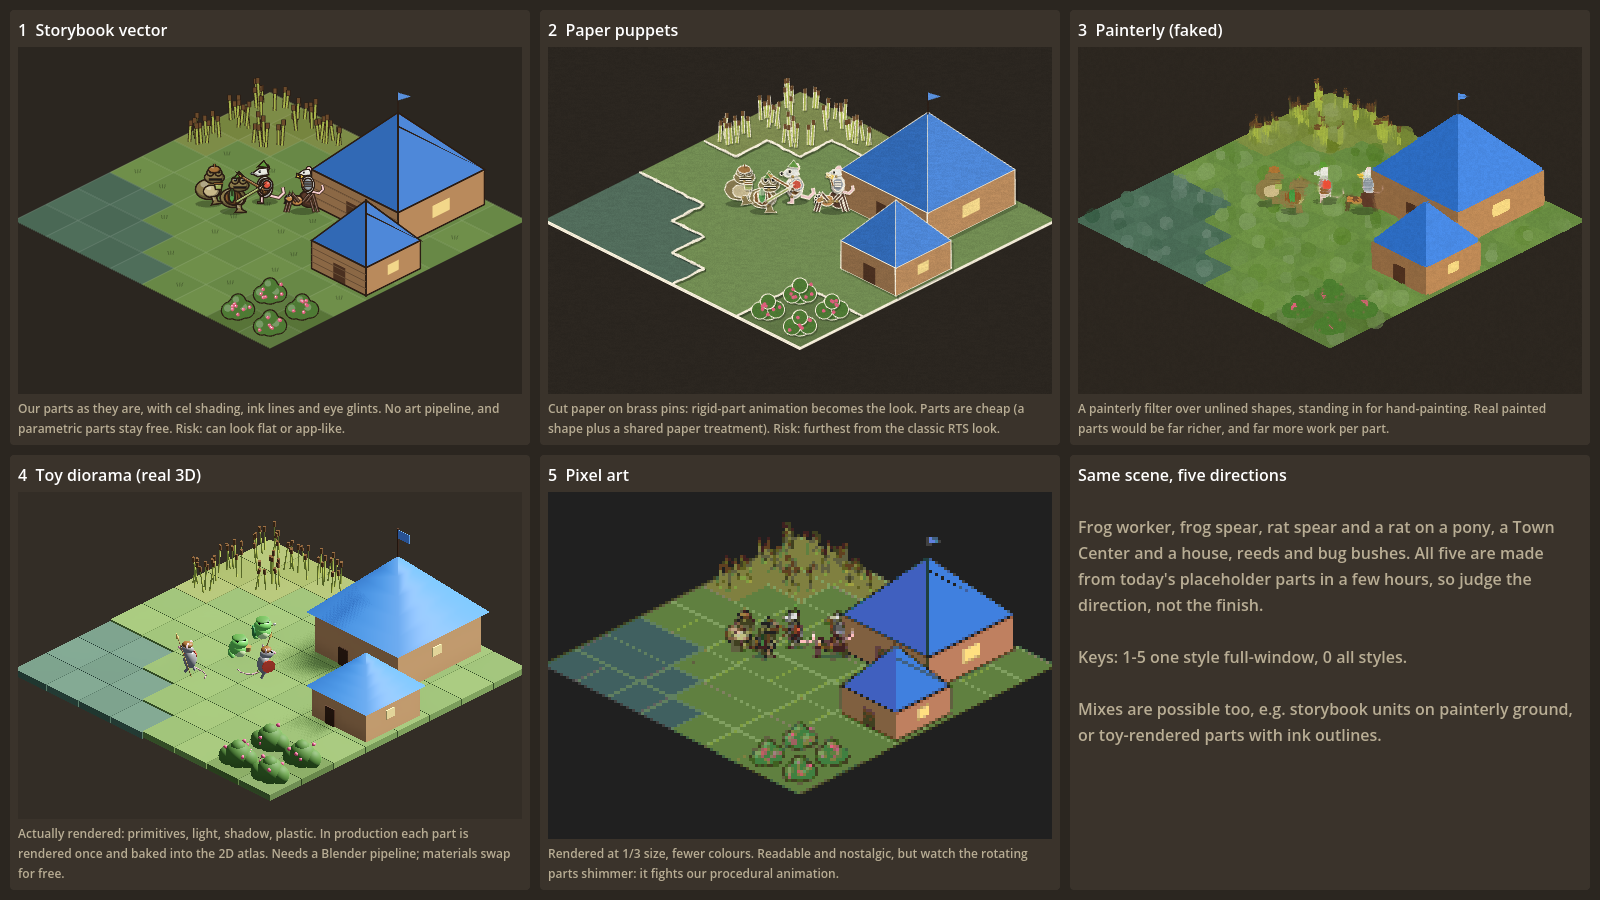 1 Storybook vector
Our parts as they are, with cel shading, ink lines and eye glints. No art pipeline, and
parametric parts stay free. Risk: can look flat or app-like.
2 Paper puppets
Cut paper on brass pins: rigid-part animation becomes the look. Parts are cheap (a
shape plus a shared paper treatment). Risk: furthest from the classic RTS look.
3 Painterly (faked)
A painterly filter over unlined shapes, standing in for hand-painting. Real painted
parts would be far richer, and far more work per part.
4 Toy diorama (real 3D)
Actually rendered: primitives, light, shadow, plastic. In production each part is
rendered once and baked into the 2D atlas. Needs a Blender pipeline; materials swap
for free.
5 Pixel art
Rendered at 1/3 size, fewer colours. Readable and nostalgic, but watch the rotating
parts shimmer: it fights our procedural animation.
Same scene, five directions
Frog worker, frog spear, rat spear and a rat on a pony, a Town
Center and a house, reeds and bug bushes. All five are made
from today's placeholder parts in a few hours, so judge the
direction, not the finish.
Keys: 1-5 one style full-window, 0 all styles.
Mixes are possible too, e.g. storybook units on painterly ground,
or toy-rendered parts with ink outlines.